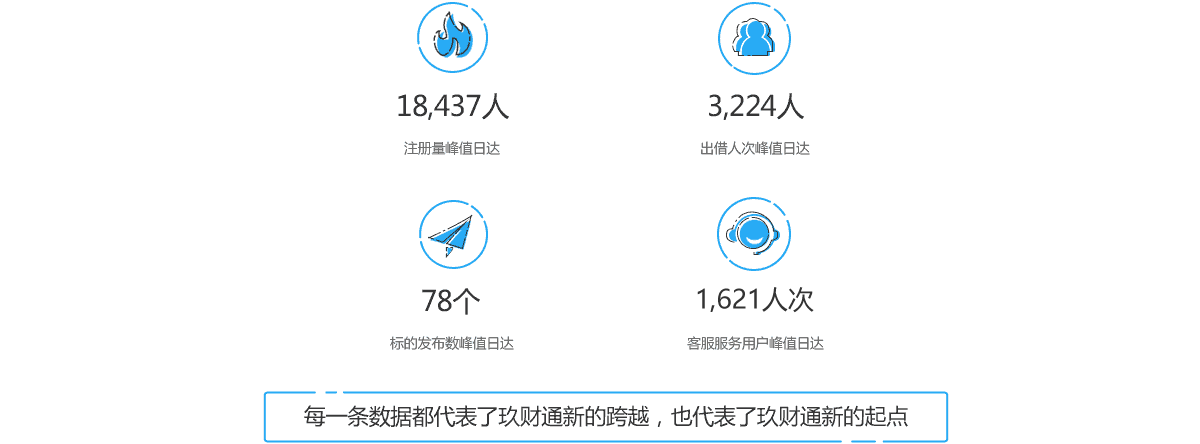 18,437人
3,224人
注册量峰值日达
出借人次峰值日达
78个
1,621人次
标的发布数峰值日达
客服服务用户峰值日达
每一条数据都代表了玖财通新的跨越，也代表了玖财通新的起点